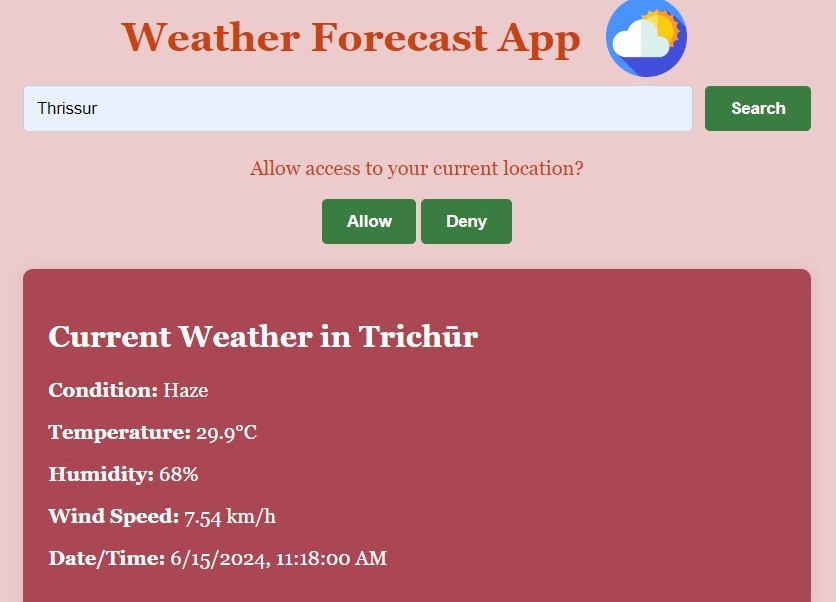 Weather Forecast App
Thrissur
Search
Allow access to your current location?
Allow
Deny
Current Weather in Trichūr
Condition: Haze
Temperature: 29.9°C
Humidity: 68%
Wind Speed: 7.54 km/h
Date/Time: 6/15/2024, 11:18:00 AM